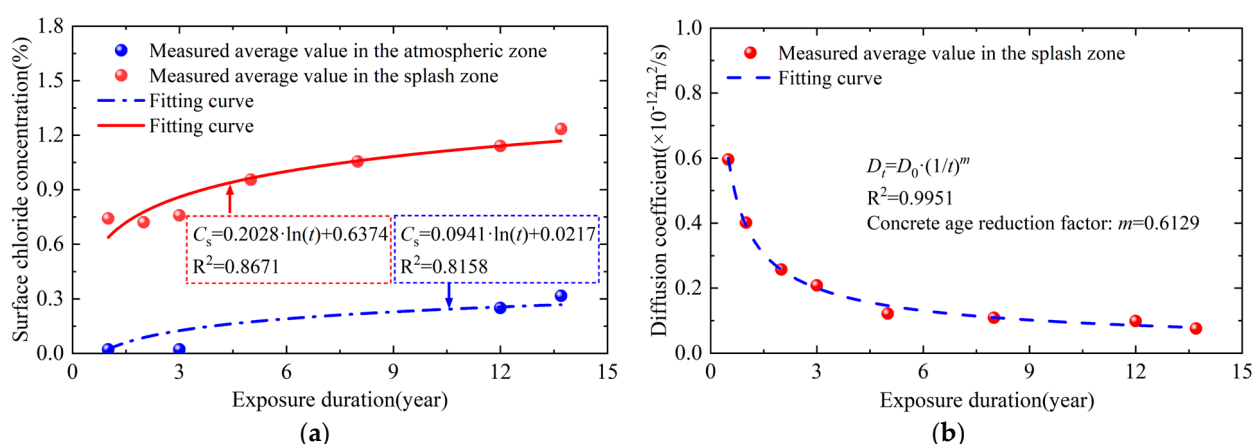 1.8
1.5
1.2
0.9
0.6
0.3
0.0
Surface chloride concentration(%)
Measured average value in the atmospheric zone
Measured average value in the splash zone
Fitting curve
Fitting curve
Cs=0.2028·ln(t)+0.6374
R²=0.8671
Cs=0.0941·ln(t)+0.0217
R²=0.8158
0 3 6 9 12 15
Exposure duration(year)
(a)
1.0
0.8
0.6
0.4
0.2
0.0
Diffusion coefficient(×10⁻¹²m²/s)
Measured average value in the splash zone
Fitting curve
Dt=D0·(1/t)ᵐ
R²=0.9951
Concrete age reduction factor: m=0.6129
0 3 6 9 12 15
Exposure duration(year)
(b)